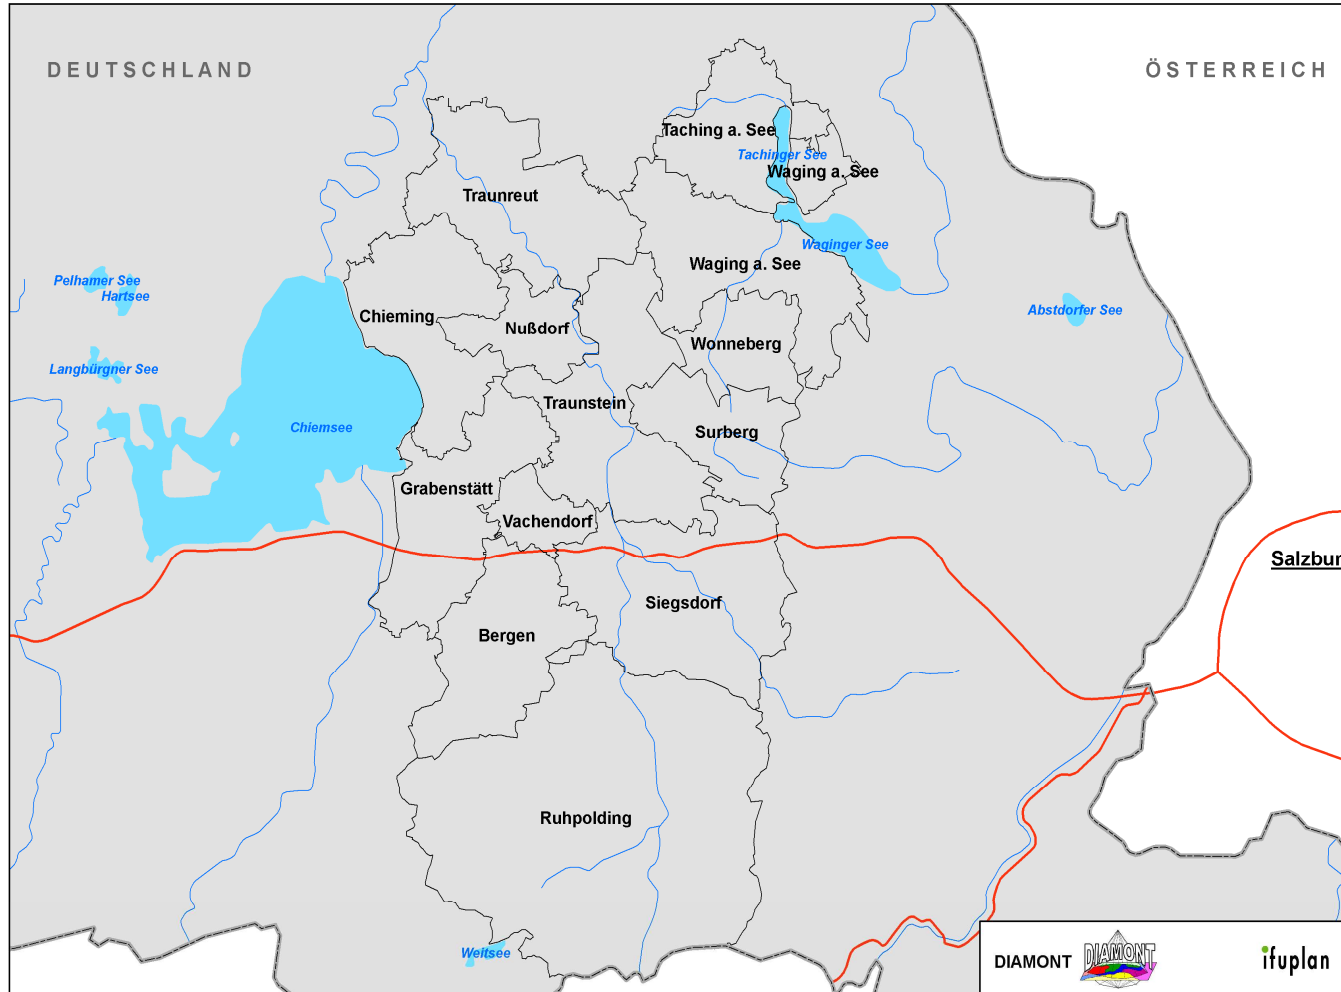 DEUTSCHLAND
ÖSTERREICH
Taching a. See
Tachinger See
Waging a. See
Traunreut
Waginger See
Waging a. See
Pelhamer See
Hartsee
Abstdorfer See
Chieming
Nußdorf
Wonneberg
Langbürgner See
Traunstein
Chiemsee
Surberg
Grabenstätt
Vachendorf
Salzbur
Siegsdorf
Bergen
Ruhpolding
Weitsee
DIAMONT
DIAMONT
ifuplan